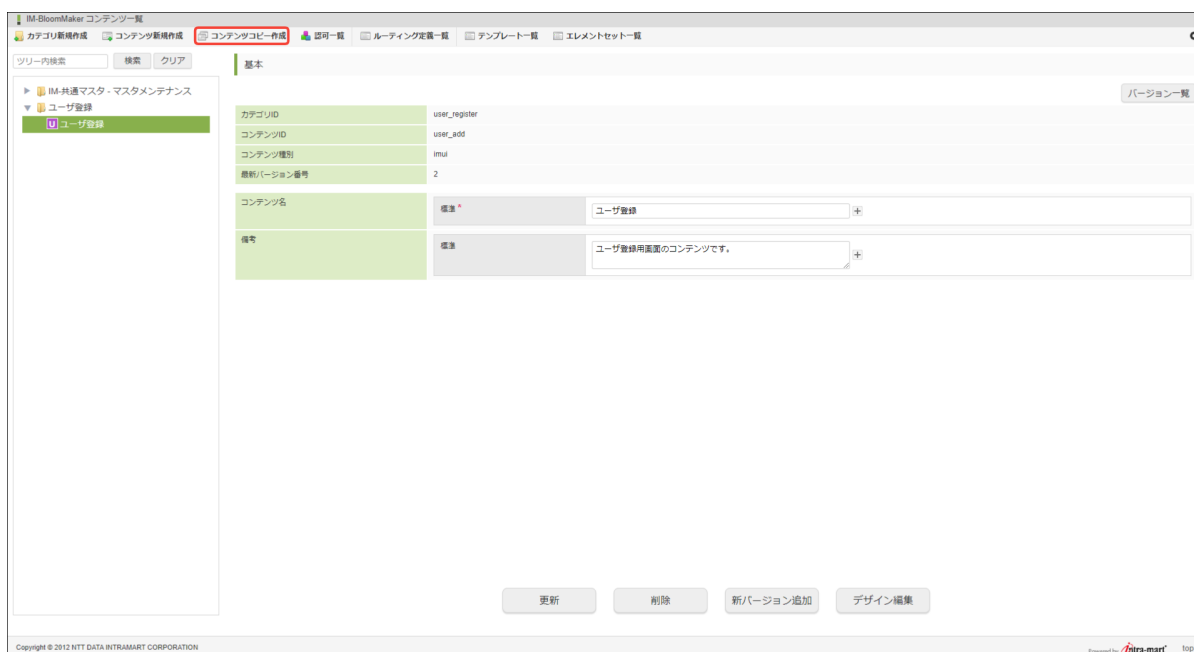 IM-BloomMaker コンテンツ一覧
カテゴリ新規作成 コンテンツ新規作成 コンテンツコピー作成 認可一覧 ルーティング定義一覧 テンプレート一覧 エレメントセット一覧
ツリー内検索 検索 クリア
基本
IM-共通マスタ - マスタメンテナンス
バージョン一覧
ユーザ登録
U ユーザ登録
カテゴリID user_register
コンテンツID user_add
コンテンツ種別 imui
最新バージョン番号 2
コンテンツ名 標準 * ユーザ登録
備考 標準 ユーザ登録用画面のコンテンツです。
更新 削除 新バージョン追加 デザイン編集
Copyright © 2012 NTT DATA INTRAMART CORPORATION Powered by intra-mart top